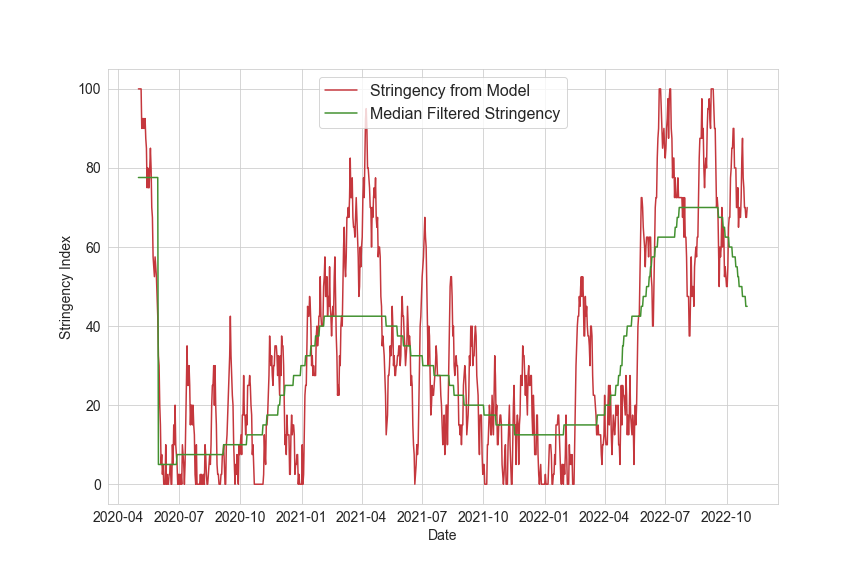 Stringency from Model
Median Filtered Stringency
Stringency Index
100
80
60
40
20
0
2020-04 2020-07 2020-10 2021-01 2021-04 2021-07 2021-10 2022-01 2022-04 2022-07 2022-10
Date